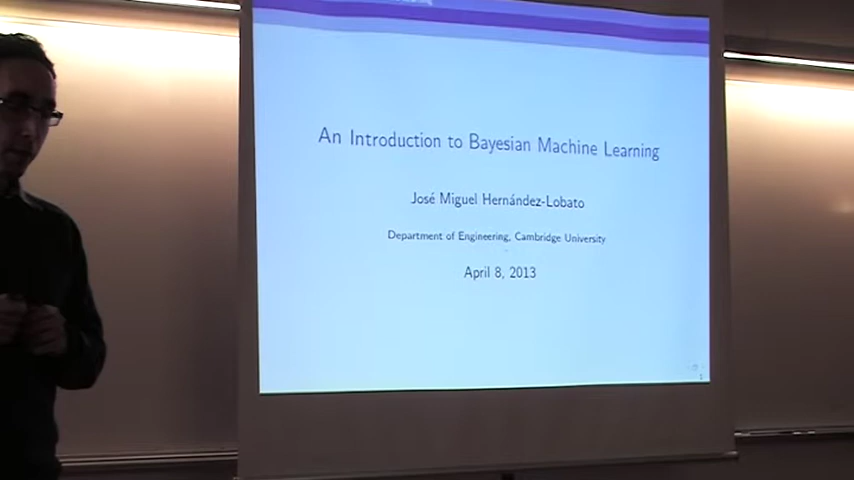 An Introduction to Bayesian Machine Learning
José Miguel Hernández-Lobato
Department of Engineering, Cambridge University
April 8, 2013